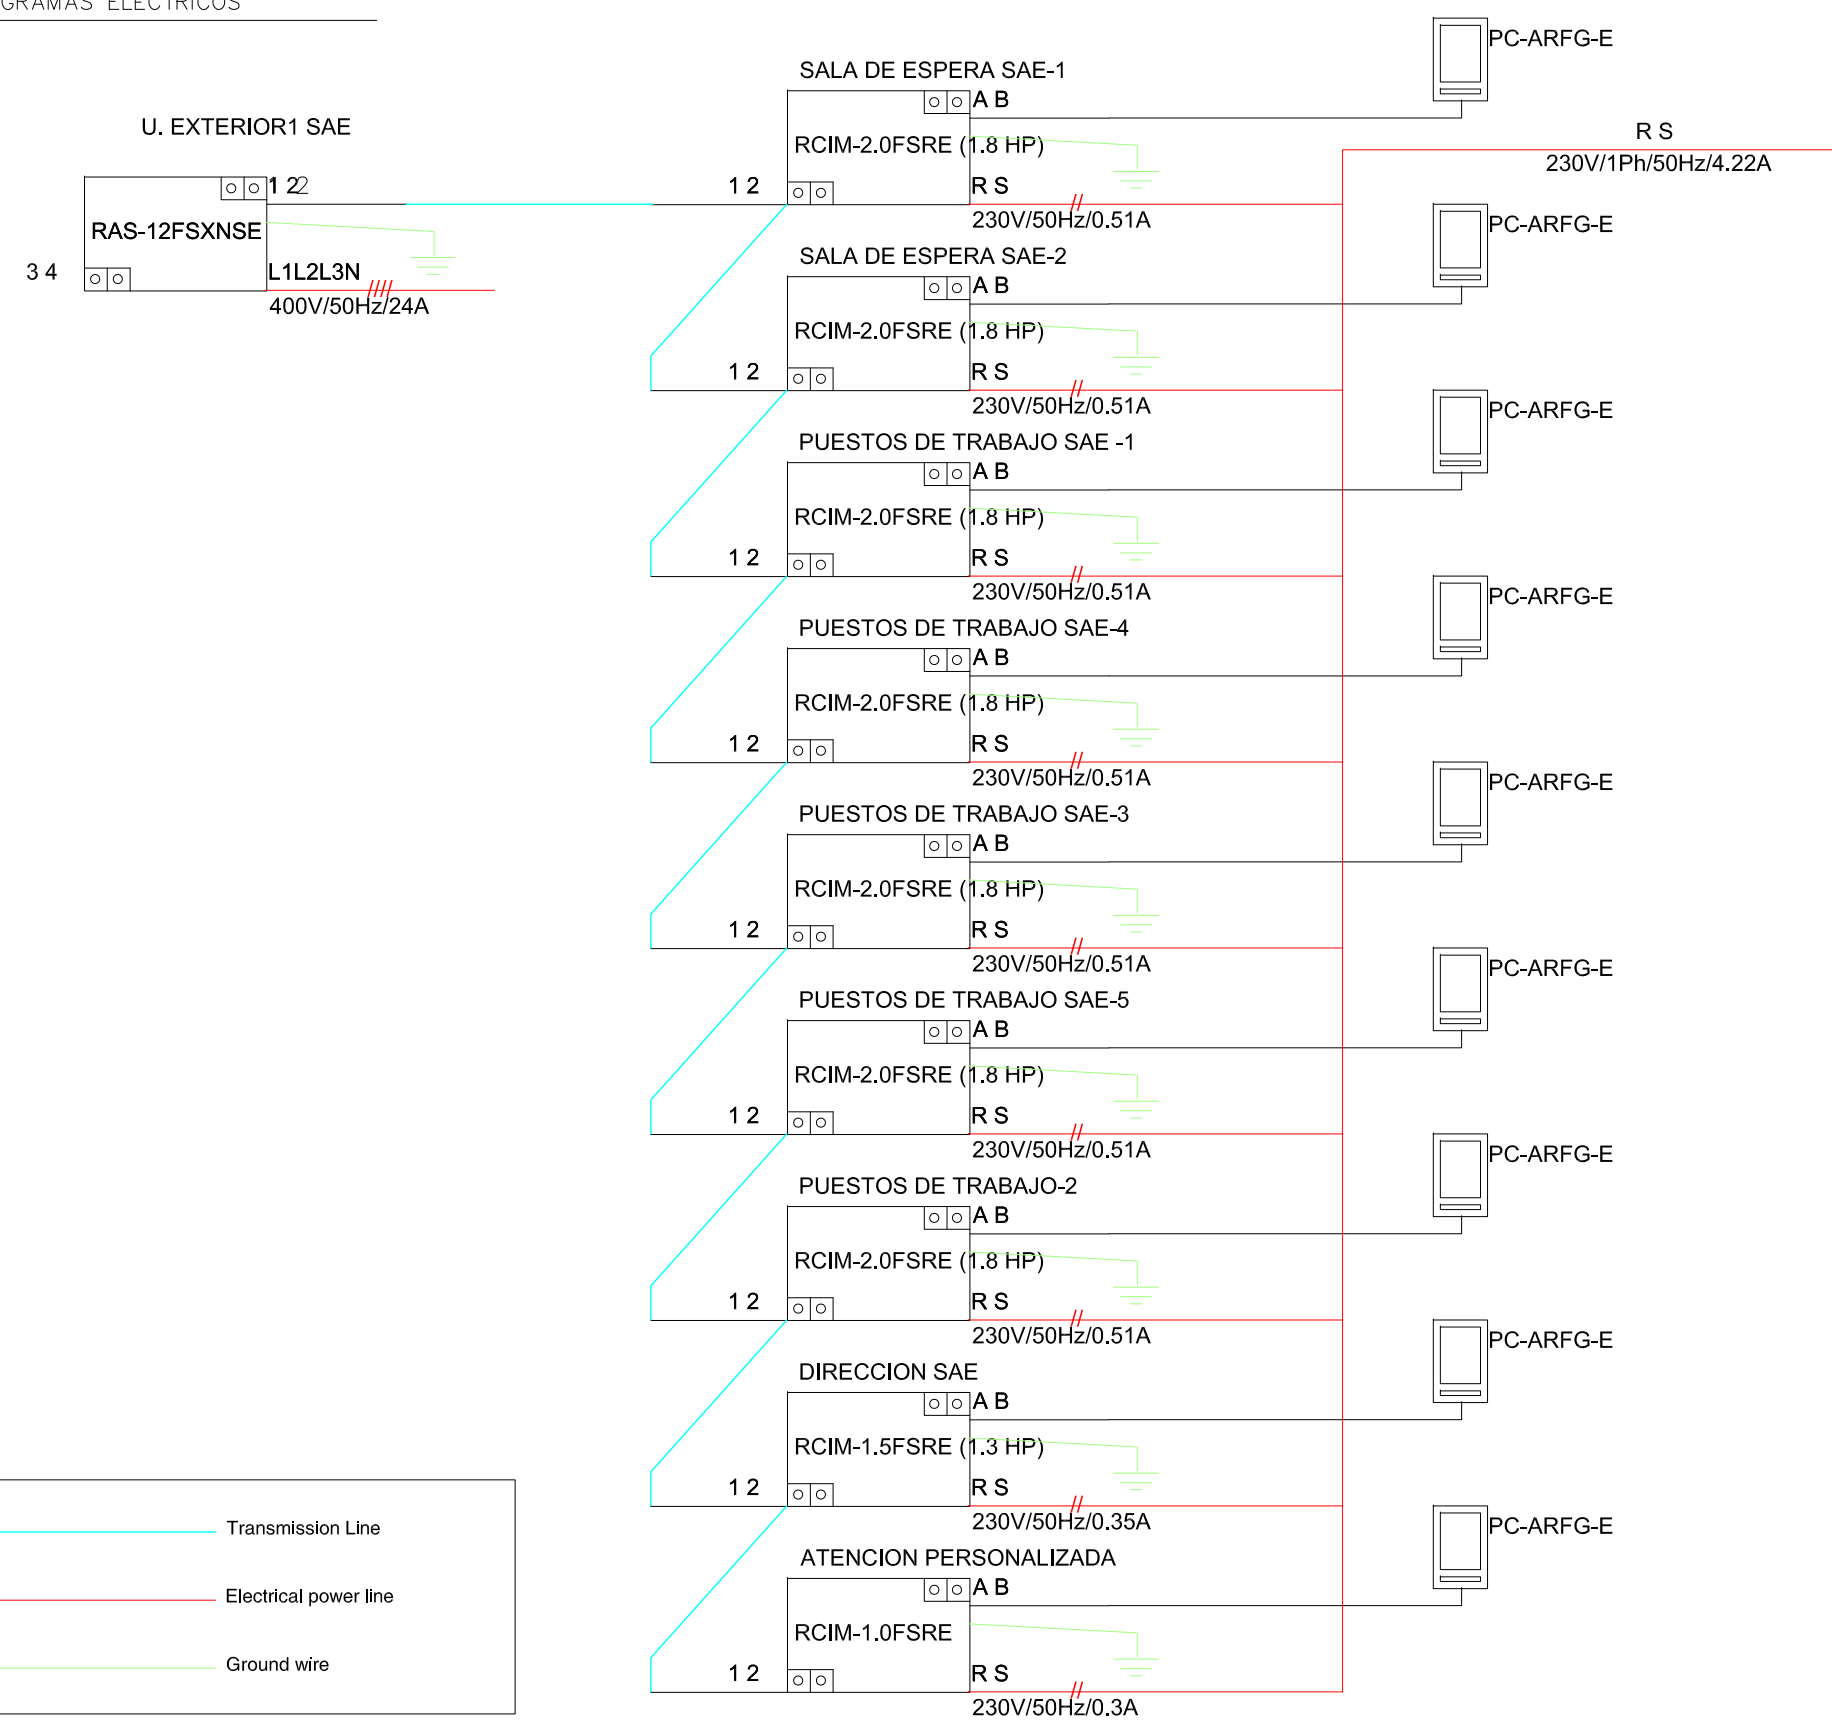 GRAMAS ELECTRICOS
U. EXTERIOR1 SAE
1 2 2
RAS-12FSXNSE
3 4
L1L2L3N
400V/50Hz/24A
R S
230V/1Ph/50Hz/4.22A
SALA DE ESPERA SAE-1
A B
PC-ARFG-E
RCIM-2.0FSRE (1.8 HP)
1 2
R S
230V/50Hz/0.51A
SALA DE ESPERA SAE-2
A B
PC-ARFG-E
RCIM-2.0FSRE (1.8 HP)
1 2
R S
230V/50Hz/0.51A
PUESTOS DE TRABAJO SAE -1
A B
PC-ARFG-E
RCIM-2.0FSRE (1.8 HP)
1 2
R S
230V/50Hz/0.51A
PUESTOS DE TRABAJO SAE-4
A B
PC-ARFG-E
RCIM-2.0FSRE (1.8 HP)
1 2
R S
230V/50Hz/0.51A
PUESTOS DE TRABAJO SAE-3
A B
PC-ARFG-E
RCIM-2.0FSRE (1.8 HP)
1 2
R S
230V/50Hz/0.51A
PUESTOS DE TRABAJO SAE-5
A B
PC-ARFG-E
RCIM-2.0FSRE (1.8 HP)
1 2
R S
230V/50Hz/0.51A
PUESTOS DE TRABAJO-2
A B
PC-ARFG-E
RCIM-2.0FSRE (1.8 HP)
1 2
R S
230V/50Hz/0.51A
DIRECCION SAE
A B
PC-ARFG-E
RCIM-1.5FSRE (1.3 HP)
1 2
R S
230V/50Hz/0.35A
ATENCION PERSONALIZADA
A B
PC-ARFG-E
RCIM-1.0FSRE
1 2
R S
230V/50Hz/0.3A
Transmission Line
Electrical power line
Ground wire